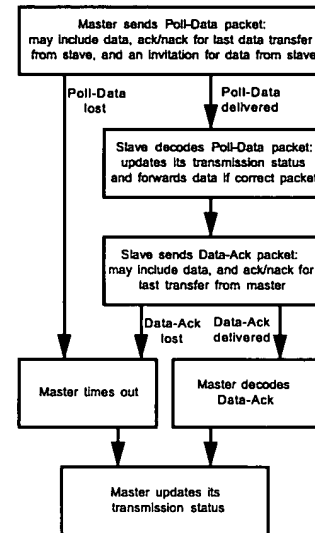 Master sends Poll-Data packet:
may include data, ack/nack for last data transfer
from slave, and an invitation for data from slave
Poll-Data
lost
Poll-Data
delivered
Slave decodes Poll-Data packet:
updates its transmission status
and forwards data if correct packet
Slave sends Data-Ack packet:
may include data, and ack/nack for
last transfer from master
Data-Ack
lost
Data-Ack
delivered
Master times out
Master decodes
Data-Ack
Master updates its
transmission status